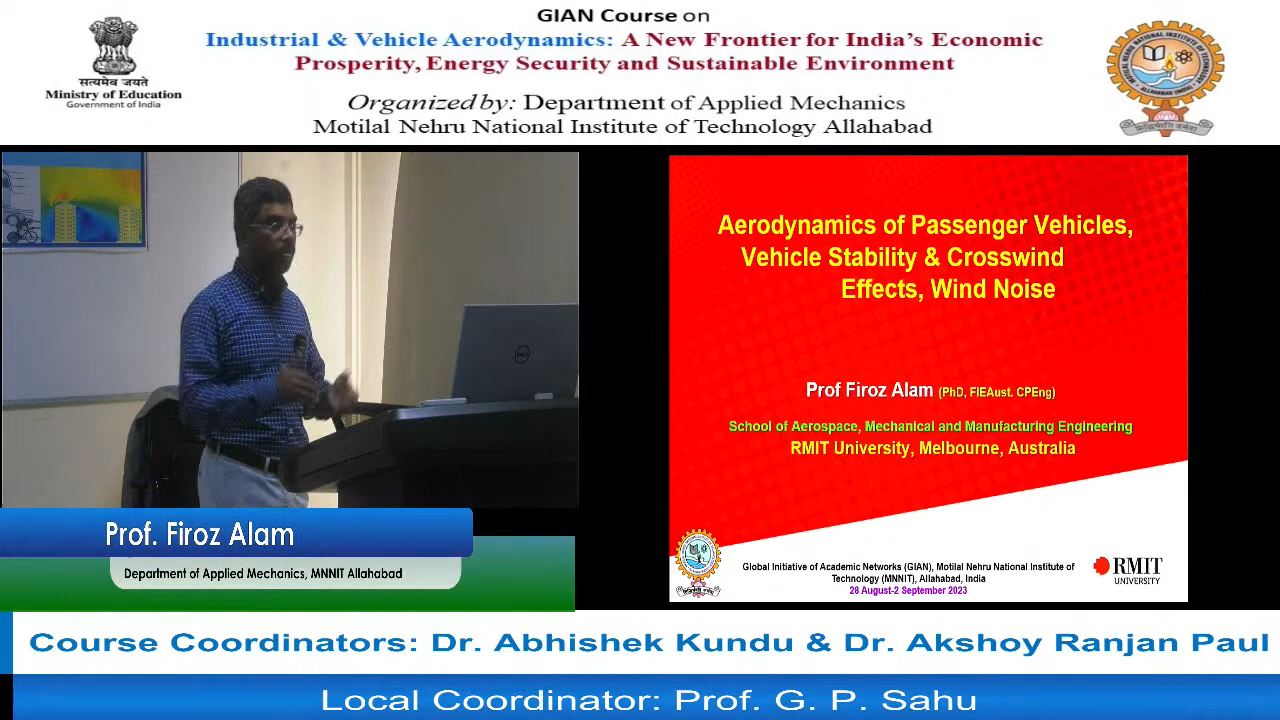 GIAN Course on
Industrial & Vehicle Aerodynamics: A New Frontier for India's Economic
Prosperity, Energy Security and Sustainable Environment
Organized by: Department of Applied Mechanics
Motilal Nehru National Institute of Technology Allahabad
सत्यमेव जयते
Ministry of Education
Government of India
Aerodynamics of Passenger Vehicles,
Vehicle Stability & Crosswind
Effects, Wind Noise
Prof Firoz Alam (PhD, FIEAust. CPEng)
School of Aerospace, Mechanical and Manufacturing Engineering
RMIT University, Melbourne, Australia
Global Initiative of Academic Networks (GIAN), Motilal Nehru National Institute of
Technology (MNNIT), Allahabad, India
28 August-2 September 2023
RMIT
UNIVERSITY
DELL
Prof. Firoz Alam
Department of Applied Mechanics, MNNIT Allahabad
Course Coordinators: Dr. Abhishek Kundu & Dr. Akshoy Ranjan Paul
Local Coordinator: Prof. G. P. Sahu